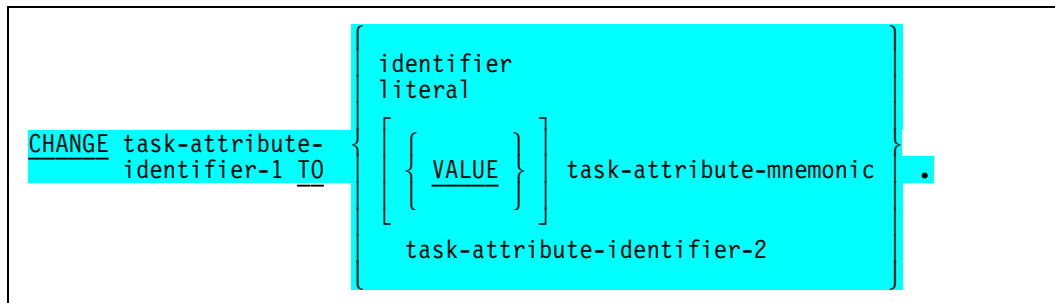 identifier
literal
CHANGE task-attribute-
identifier-1 TO
VALUE task-attribute-mnemonic .
task-attribute-identifier-2